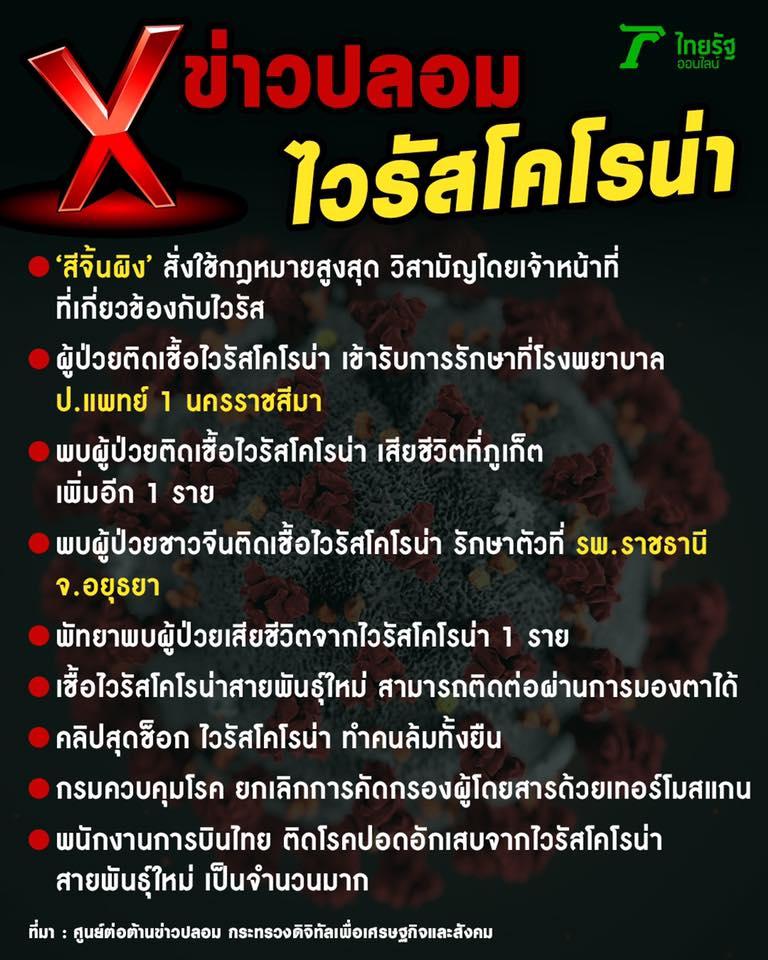 ไทยรัฐ
ออนไลน์
X ข่าวปลอม
ไวรัสโคโรน่า
'สีจิ้นผิง' สั่งใช้กฎหมายสูงสุด วิสามัญโดยเจ้าหน้าที่
ที่เกี่ยวข้องกับไวรัส
ผู้ป่วยติดเชื้อไวรัสโคโรน่า เข้ารับการรักษาที่โรงพยาบาล
ป.แพทย์ 1 นครราชสีมา
พบผู้ป่วยติดเชื้อไวรัสโคโรน่า เสียชีวิตที่ภูเก็ต
เพิ่มอีก 1 ราย
พบผู้ป่วยชาวจีนติดเชื้อไวรัสโคโรน่า รักษาตัวที่ รพ.ราชธานี
จ.อยุธยา
พัทยาพบผู้ป่วยเสียชีวิตจากไวรัสโคโรน่า 1 ราย
เชื้อไวรัสโคโรน่าสายพันธุ์ใหม่ สามารถติดต่อผ่านการมองตาได้
คลิปสุดช็อก ไวรัสโคโรน่า ทำคนล้มทั้งยืน
กรมควบคุมโรค ยกเลิกการคัดกรองผู้โดยสารด้วยเทอร์โมสแกน
พนักงานการบินไทย ติดโรคปอดอักเสบจากไวรัสโคโรน่า
สายพันธุ์ใหม่ เป็นจำนวนมาก
ที่มา : ศูนย์ต่อต้านข่าวปลอม กระทรวงดิจิทัลเพื่อเศรษฐกิจและสังคม